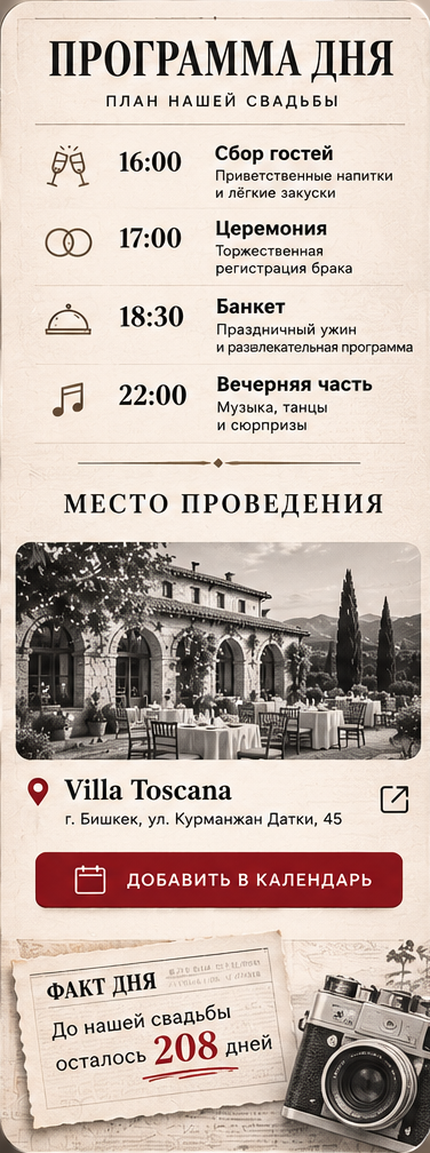 ПРОГРАММА ДНЯ
ПЛАН НАШЕЙ СВАДЬБЫ
16:00
Сбор гостей
Приветственные напитки
и лёгкие закуски
17:00
Церемония
Торжественная
регистрация брака
18:30
Банкет
Праздничный ужин
и развлекательная программа
22:00
Вечерняя часть
Музыка, танцы
и сюрпризы
МЕСТО ПРОВЕДЕНИЯ
Villa Toscana
г. Бишкек, ул. Курманжан Датки, 45
ДОБАВИТЬ В КАЛЕНДАРЬ
ФАКТ ДНЯ
До нашей свадьбы
осталось 208 дней